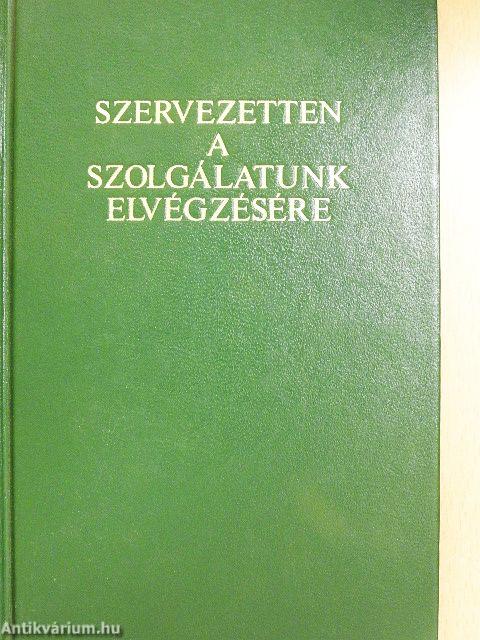 SZERVEZETTEN
A
SZOLGÁLATUNK
ELVÉGZÉSÉRE
Antikvárium.hu